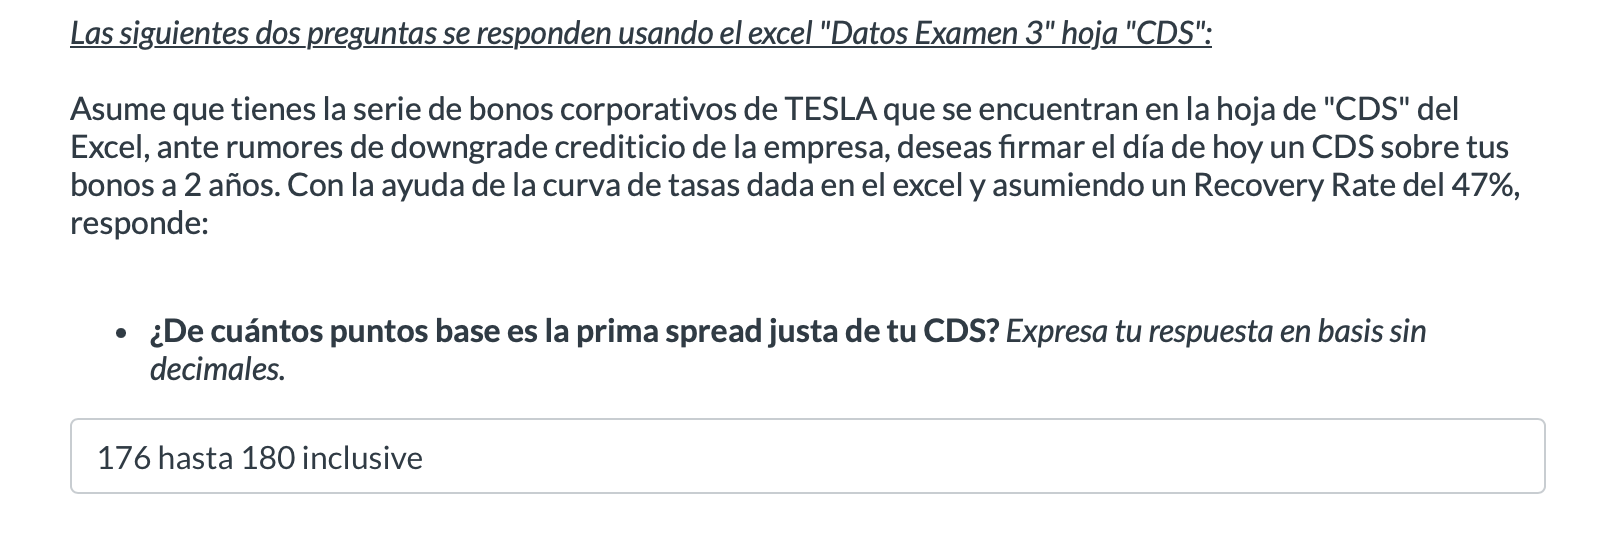 Las siguientes dos preguntas se responden usando el excel "Datos Examen 3" hoja "CDS":
Asume que tienes la serie de bonos corporativos de TESLA que se encuentran en la hoja de "CDS" del
Excel, ante rumores de downgrade crediticio de la empresa, deseas firmar el día de hoy un CDS sobre tus
bonos a 2 años. Con la ayuda de la curva de tasas dada en el excel y asumiendo un Recovery Rate del 47%,
responde:
• ¿De cuántos puntos base es la prima spread justa de tu CDS? Expresa tu respuesta en basis sin
decimales.
176 hasta 180 inclusive